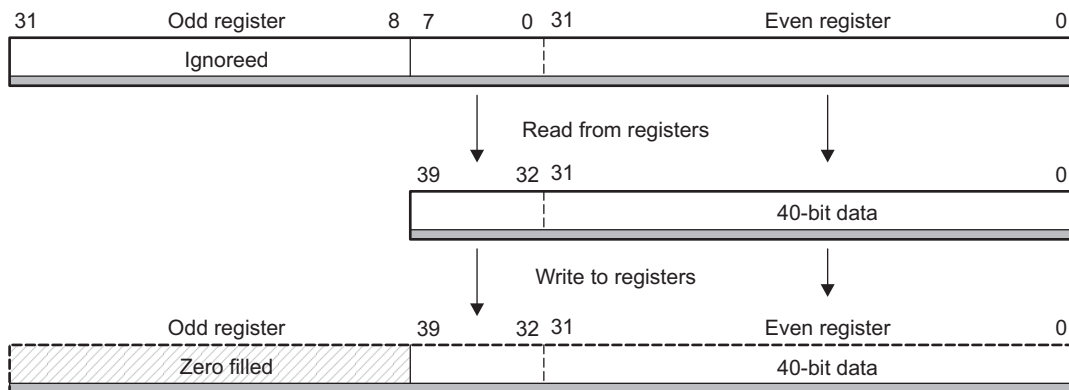 31 Odd register 8 7 0 31 Even register 0
Ignoreed
Read from registers
39 32 31 0
40-bit data
Write to registers
Odd register 39 32 31 Even register 0
Zero filled 40-bit data